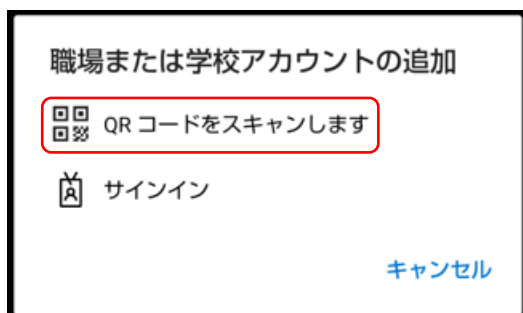 職場または学校アカウントの追加
QR コードをスキャンします
サインイン
キャンセル